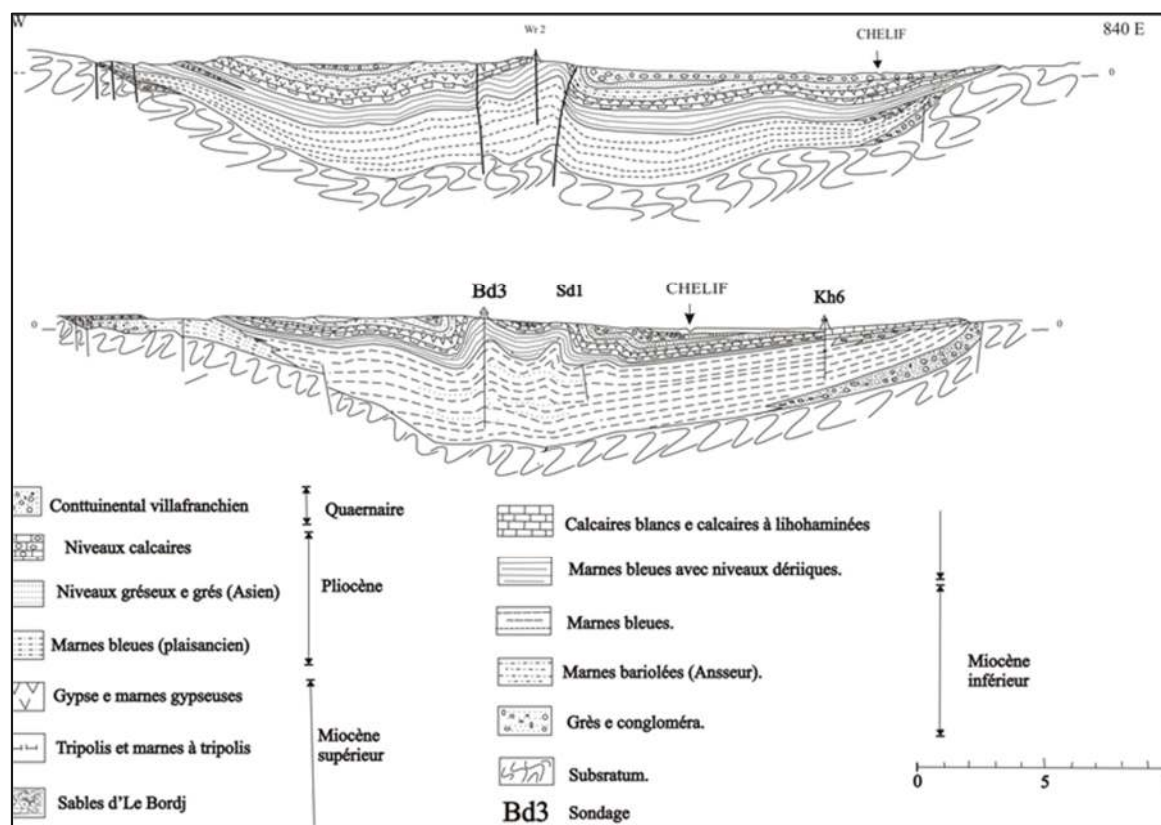 W
Wr 2
CHELIF
840 E
0
Bd3
Sd1
CHELIF
Kh6
0
0
Conttuinental villafranchien
Niveaux calcaires
Niveaux gréseux e grés (Asien)
Marnes bleues (plaisancien)
Gypse e marnes gypseuses
Tripolis et marnes à tripolis
Sables d'Le Bordj
Quaernaire
Pliocène
Miocène
supérieur
Calcaires blancs e calcaires à lihohaminées
Marnes bleues avec niveaux dériiques.
Marnes bleues.
Marnes bariolées (Ansseur).
Grès e congloméra.
Subsratum.
Bd3 Sondage
Miocène
inférieur
0 5